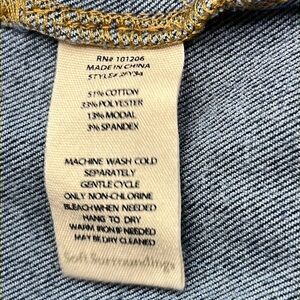 RN# 101206
MADE IN CHINA
STYLE# 2FY34
51% COTTON
33% POLYESTER
13% MODAL
3% SPANDEX
MACHINE WASH COLD
SEPARATELY
GENTLE CYCLE
ONLY NON-CHLORINE
BLEACH WHEN NEEDED
HANG TO DRY
WARM IRON IF NEEDED
MAY BE DRY CLEANED
Soft Surroundings